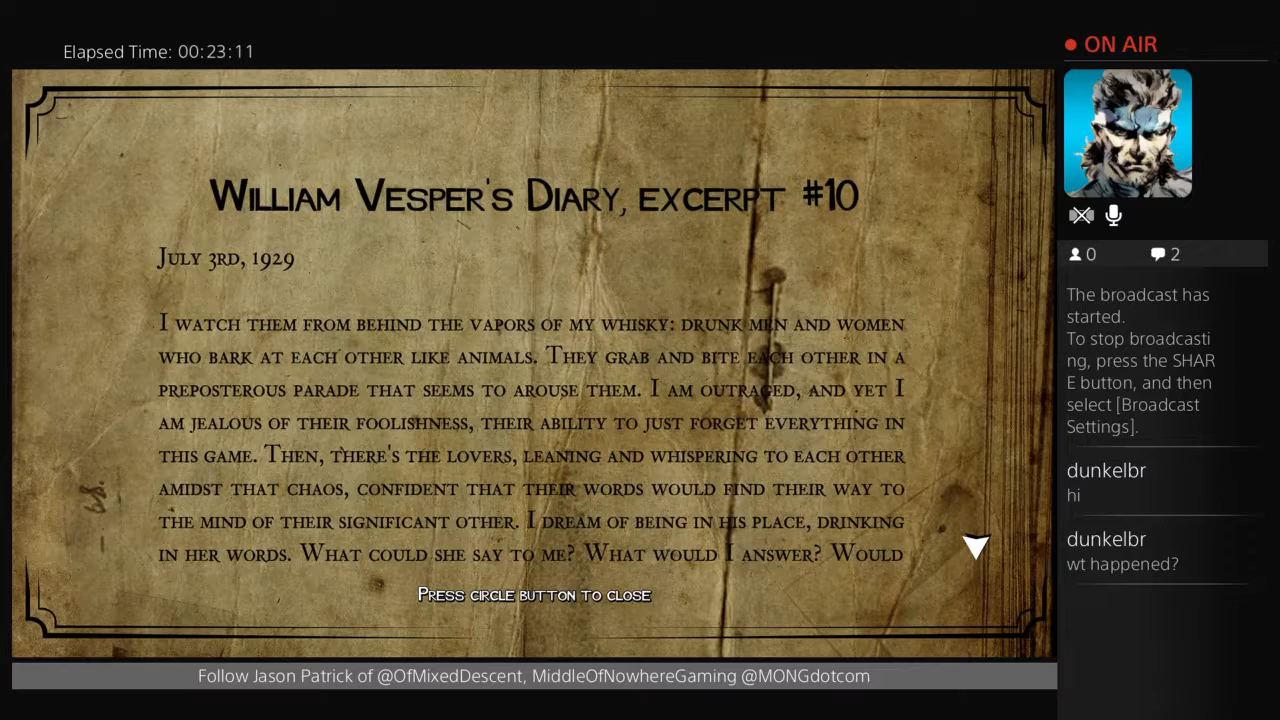 Elapsed Time: 00:23:11
ON AIR
William Vesper's Diary, excerpt #10
July 3rd, 1929
I watch them from behind the vapors of my whisky: drunk men and women
who bark at each other like animals. They grab and bite each other in a
preposterous parade that seems to arouse them. I am outraged, and yet I
am jealous of their foolishness, their ability to just forget everything in
this game. Then, there's the lovers, leaning and whispering to each other
amidst that chaos, confident that their words would find their way to
the mind of their significant other. I dream of being in his place, drinking
in her words. What could she say to me? What would I answer? Would
Press circle button to close
Follow Jason Patrick of @OfMixedDescent, MiddleOfNowhereGaming @MONGdotcom
0 2
The broadcast has
started.
To stop broadcasti
ng, press the SHAR
E button, and then
select [Broadcast
Settings].
dunkelbr
hi
dunkelbr
wt happened?